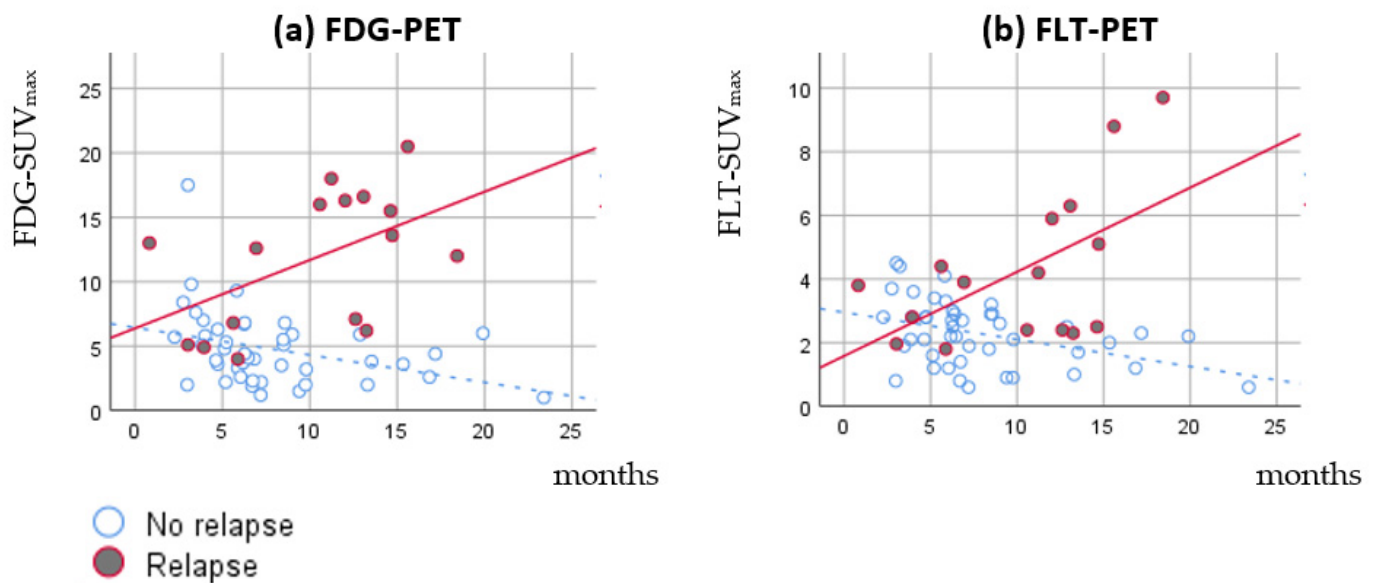 (a) FDG-PET
FDG-SUVmax
25
20
15
10
5
0
0 5 10 15 20 25
months
(b) FLT-PET
FLT-SUVmax
10
8
6
4
2
0
0 5 10 15 20 25
months
No relapse
Relapse